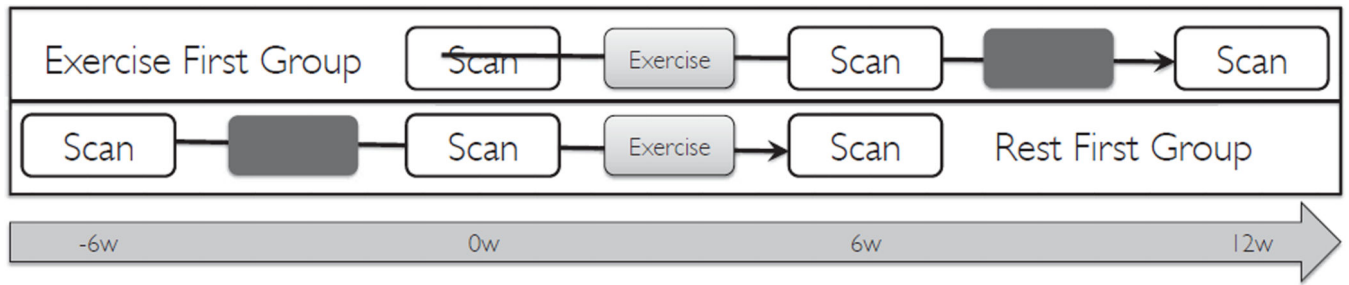 Exercise First Group Scan Exercise Scan Scan
Scan Scan Exercise Scan Rest First Group
-6w 0w 6w 12w